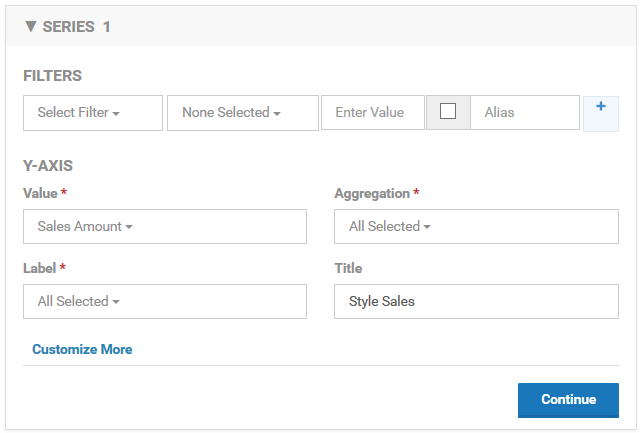 ▼ SERIES 1
FILTERS
Select Filter None Selected Enter Value Alias +
Y-AXIS
Value * Aggregation *
Sales Amount All Selected
Label * Title
All Selected Style Sales
Customize More
Continue